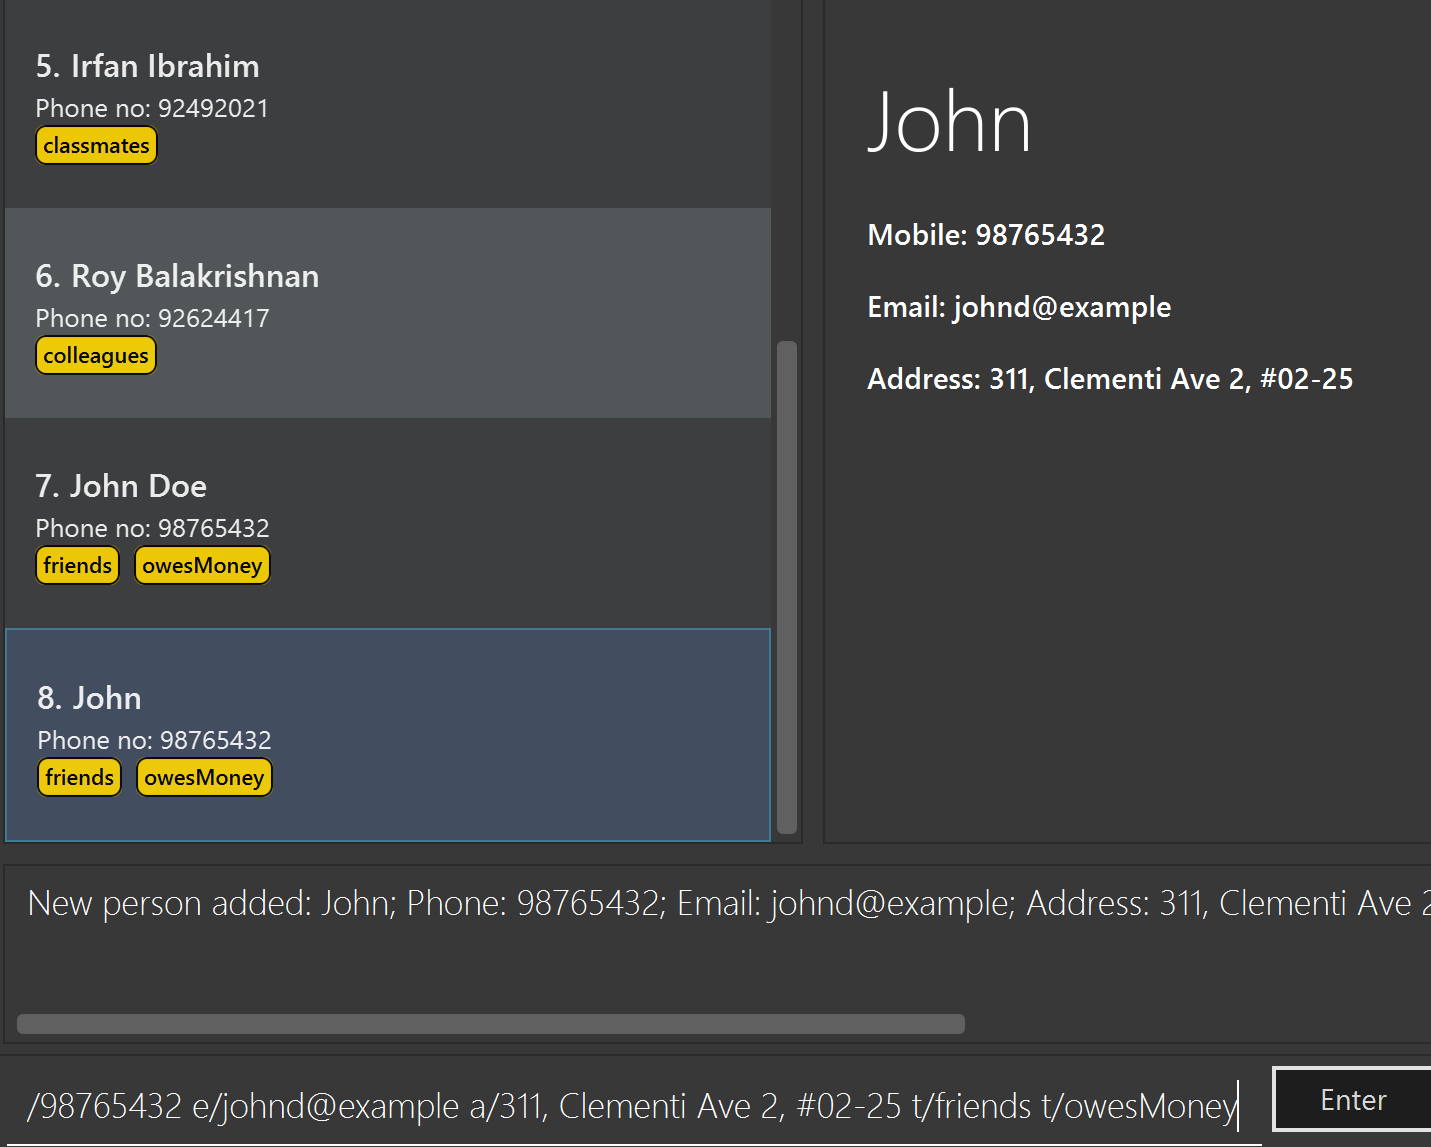 5. Irfan Ibrahim
Phone no: 92492021
classmates
6. Roy Balakrishnan
Phone no: 92624417
colleagues
7. John Doe
Phone no: 98765432
friends owesMoney
8. John
Phone no: 98765432
friends owesMoney
John
Mobile: 98765432
Email: johnd@example
Address: 311, Clementi Ave 2, #02-25
New person added: John; Phone: 98765432; Email: johnd@example; Address: 311, Clementi Ave 2
/98765432 e/johnd@example a/311, Clementi Ave 2, #02-25 t/friends t/owesMoney
Enter